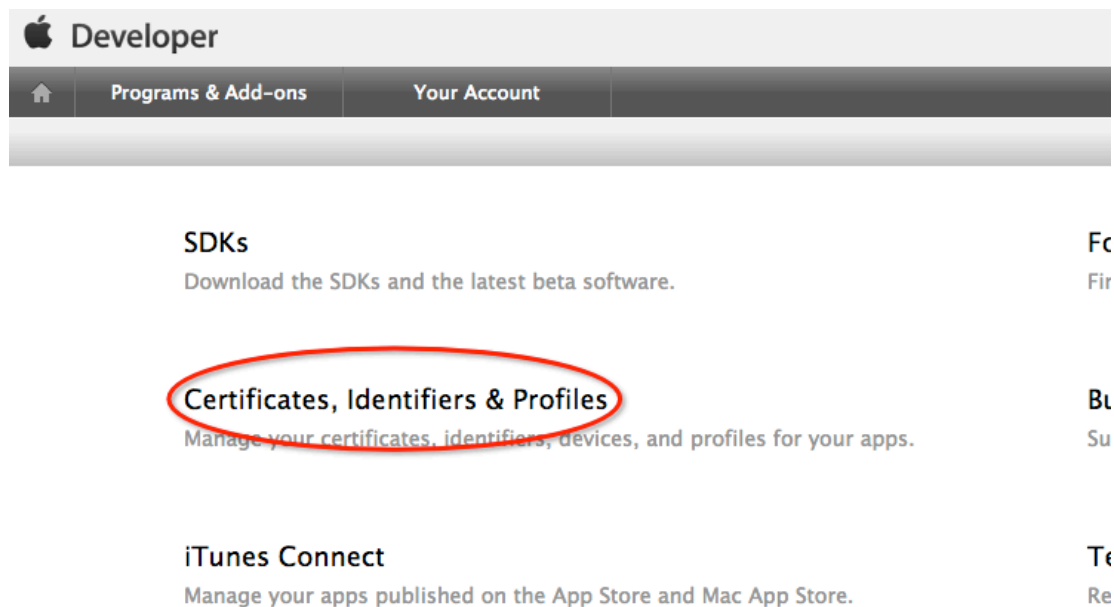 Developer
Programs & Add-ons
Your Account
SDKs
Download the SDKs and the latest beta software.
Certificates, Identifiers & Profiles
Manage your certificates, identifiers, devices, and profiles for your apps.
iTunes Connect
Manage your apps published on the App Store and Mac App Store.